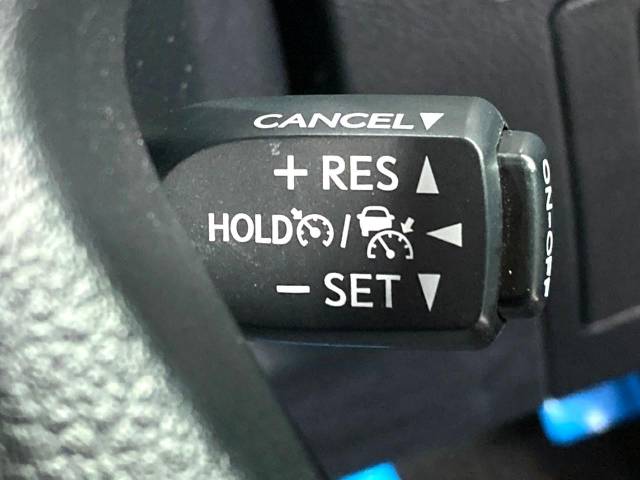 CANCEL▼
+ RES ▲
HOLD / ◀
– SET ▼
ON-OFF